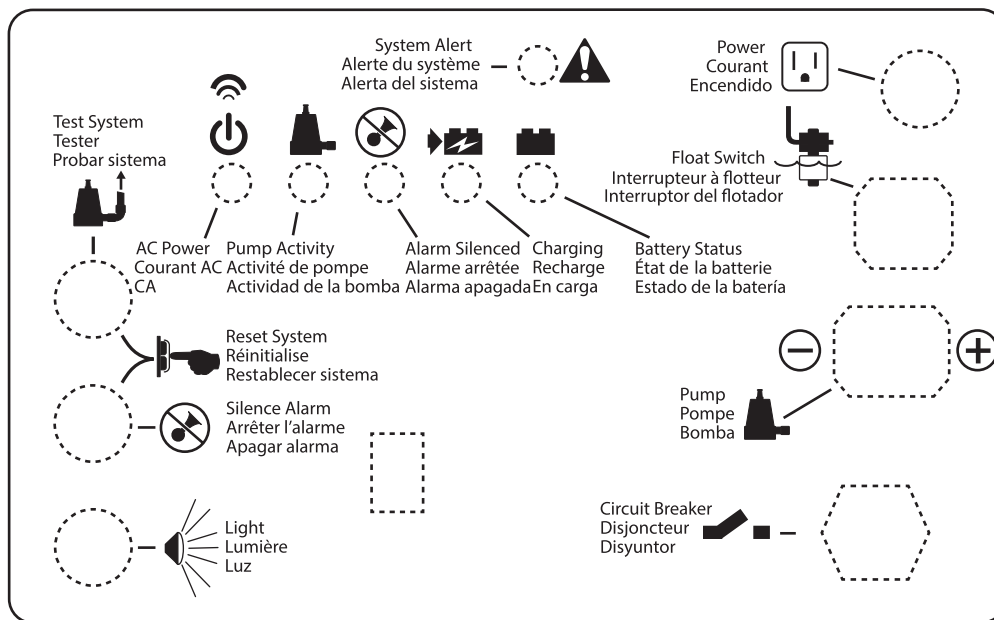 System Alert
Alerte du système
Alerta del sistema
Power
Courant
Encendido
Test System
Tester
Probar sistema
Float Switch
Interrupteur à flotteur
Interruptor del flotador
AC Power
Courant AC
CA
Pump Activity
Activité de pompe
Actividad de la bomba
Alarm Silenced
Alarme arrêtée
Alarma apagada
Charging
Recharge
En carga
Battery Status
État de la batterie
Estado de la batería
Reset System
Réinitialise
Restablecer sistema
Silence Alarm
Arrêter l'alarme
Apagar alarma
Pump
Pompe
Bomba
Light
Lumière
Luz
Circuit Breaker
Disjoncteur
Disyuntor